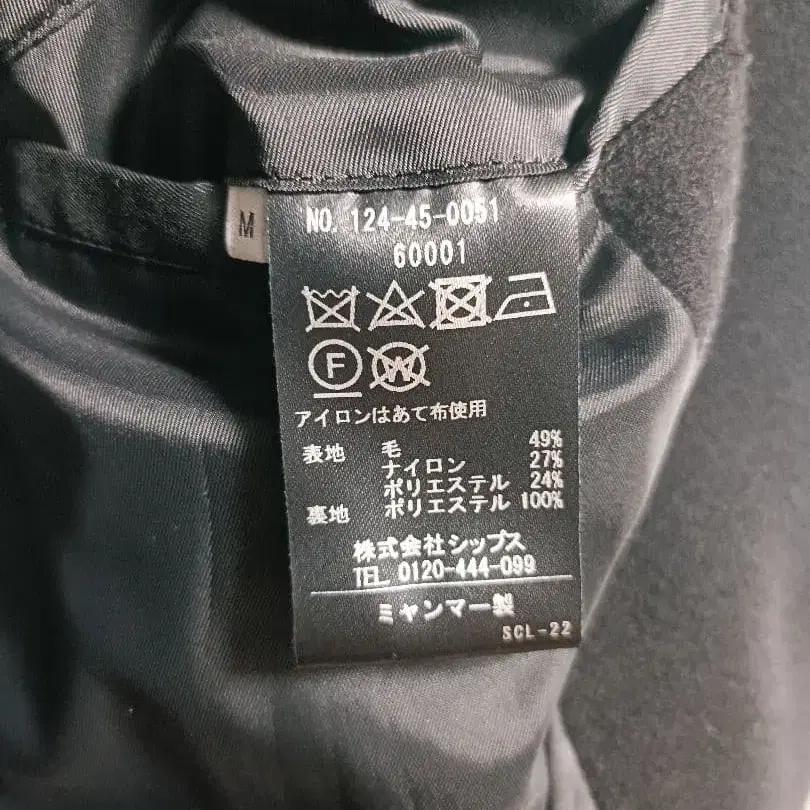 M
NO. 124-45-0051
60001
F W
アイロンはあて布使用
表地 毛 49%
ナイロン 27%
ポリエステル 24%
裏地 ポリエステル 100%
株式会社シップス
TEL. 0120-444-099
ミャンマー製
SCL-22